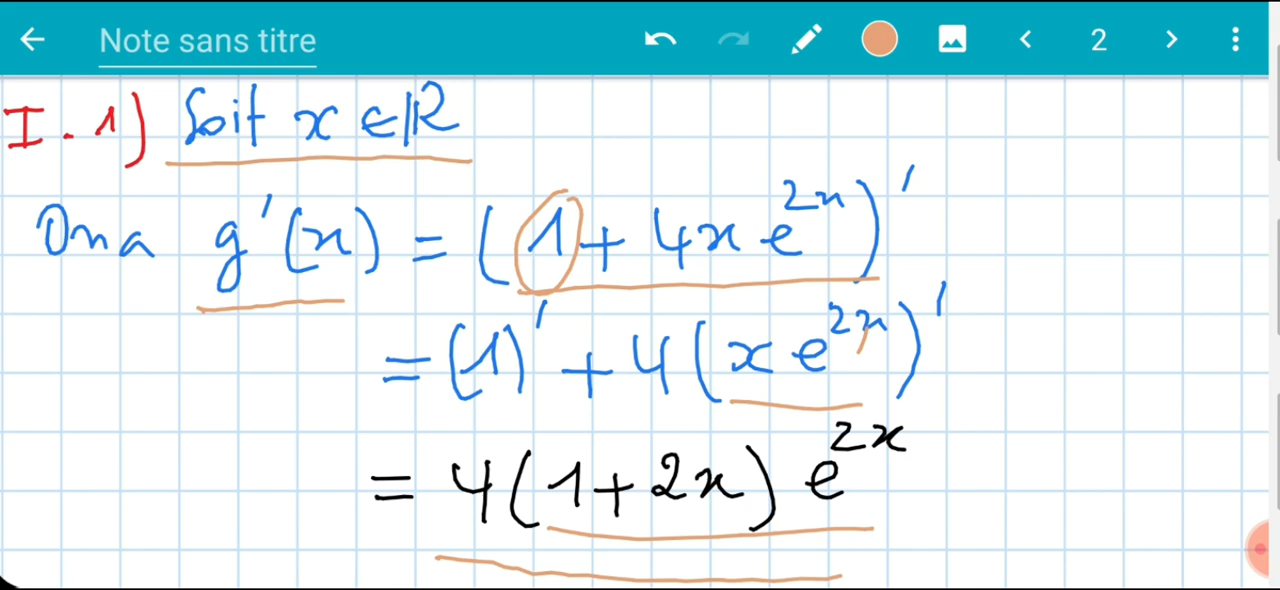 Note sans titre
2
I. 1) Soit x ∈ ℝ
On a g'(x) = (1 + 4x e^{2x})'
= (1)' + 4(x e^{2x})'
= 4(1+2x) e^{2x}